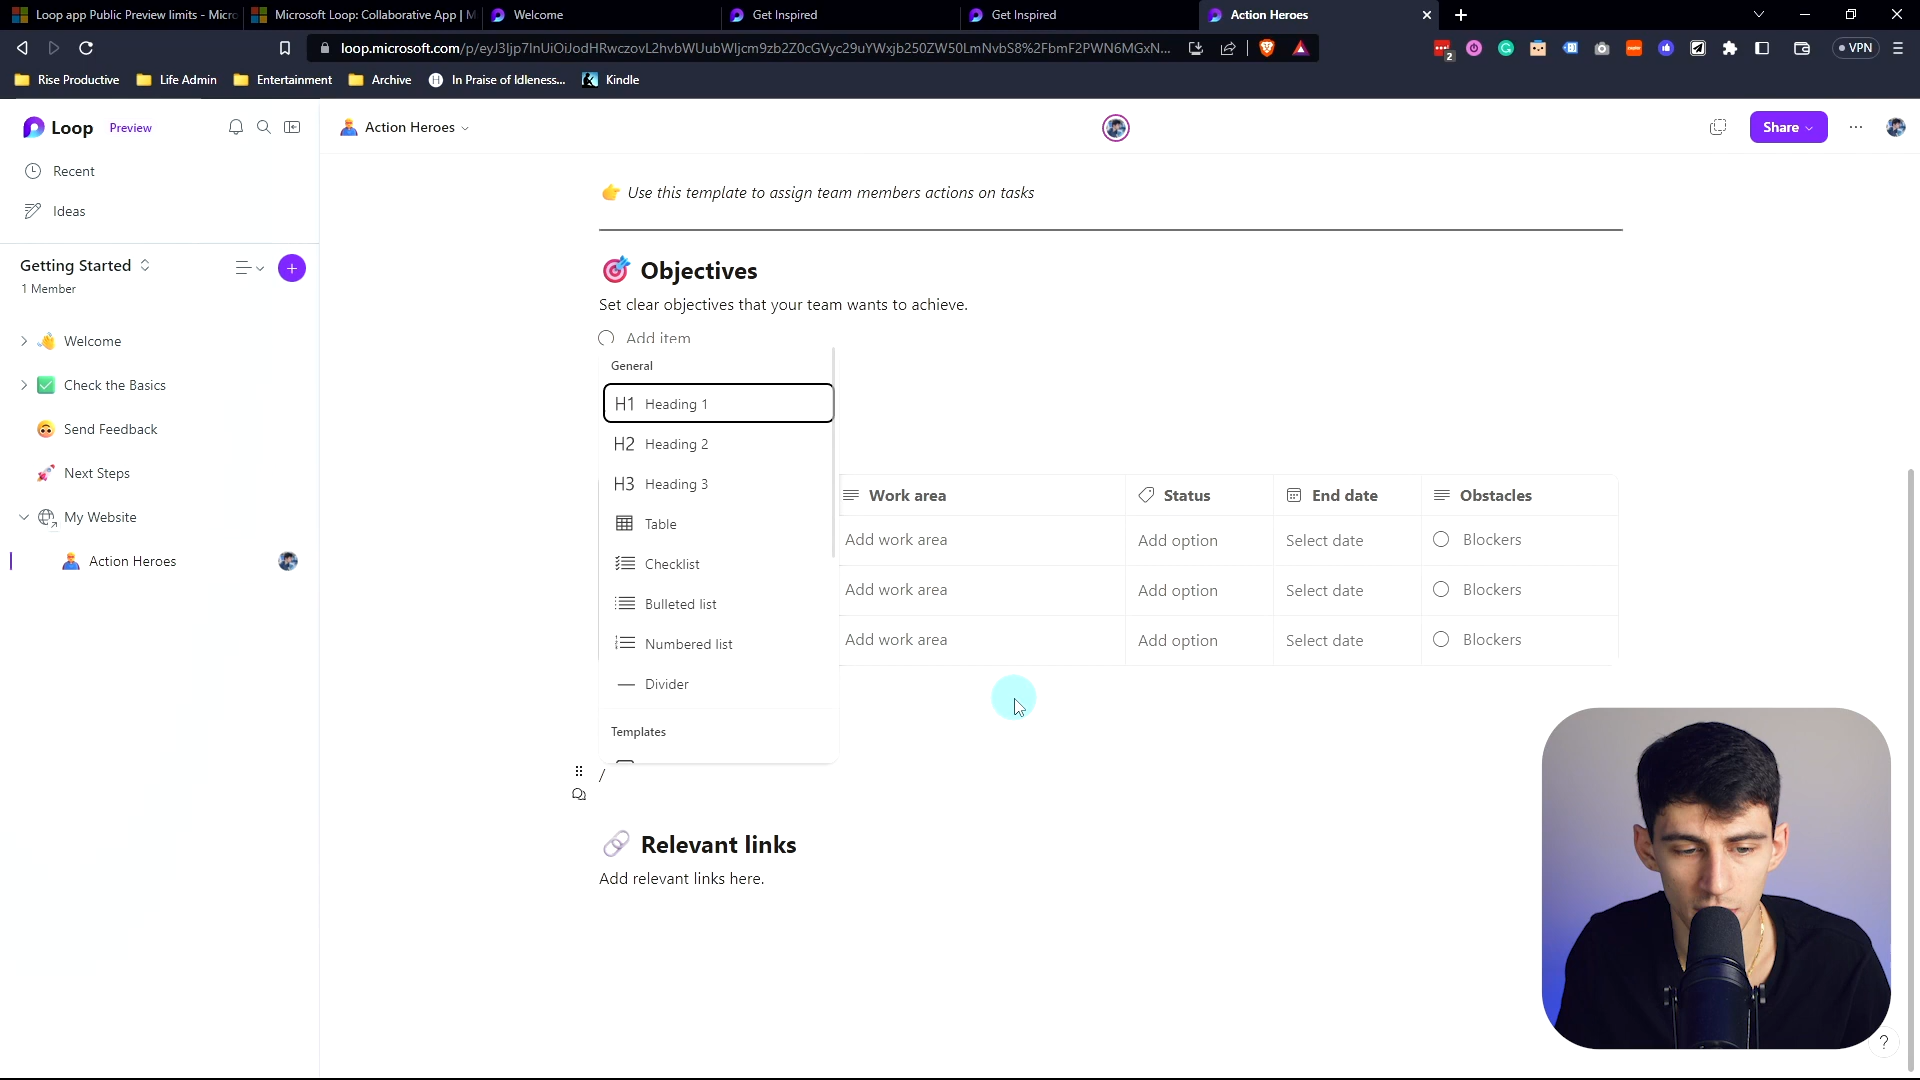 Loop app Public Preview limits - Micro
Microsoft Loop: Collaborative App | M
Welcome
Get Inspired
Get Inspired
Action Heroes
loop.microsoft.com/p/eyJ3Ijp7InUiOiJodHRwczovL2hvbWUubWljcm9zb2Z0cGVyc29uYWxjb250ZW50LmNvbS8%2FbmF2PWN6MGxN...
2
VPN
Rise Productive
Life Admin
Entertainment
Archive
In Praise of Idleness...
Kindle
Loop Preview
Action Heroes
Share
Recent
Ideas
Getting Started
1 Member
Welcome
Check the Basics
Send Feedback
Next Steps
My Website
Action Heroes
Use this template to assign team members actions on tasks
Objectives
Set clear objectives that your team wants to achieve.
Add item
General
H1 Heading 1
H2 Heading 2
H3 Heading 3
Table
Checklist
Bulleted list
Numbered list
Divider
Templates
/
Work area Status End date Obstacles
Add work area Add option Select date Blockers
Add work area Add option Select date Blockers
Add work area Add option Select date Blockers
Relevant links
Add relevant links here.
?